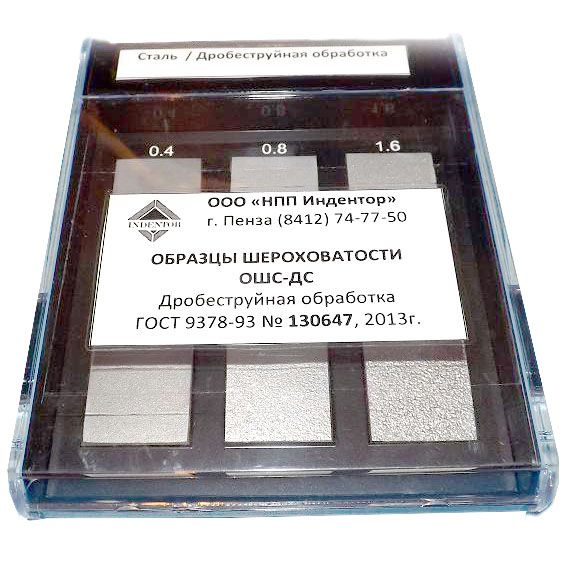 Сталь / Дробеструйная обработка
0.4 0.8 1.6
INDENTOR
ООО «НПП Индентор»
г. Пенза (8412) 74-77-50
ОБРАЗЦЫ ШЕРОХОВАТОСТИ
ОШС-ДС
Дробеструйная обработка
ГОСТ 9378-93 № 130647, 2013г.